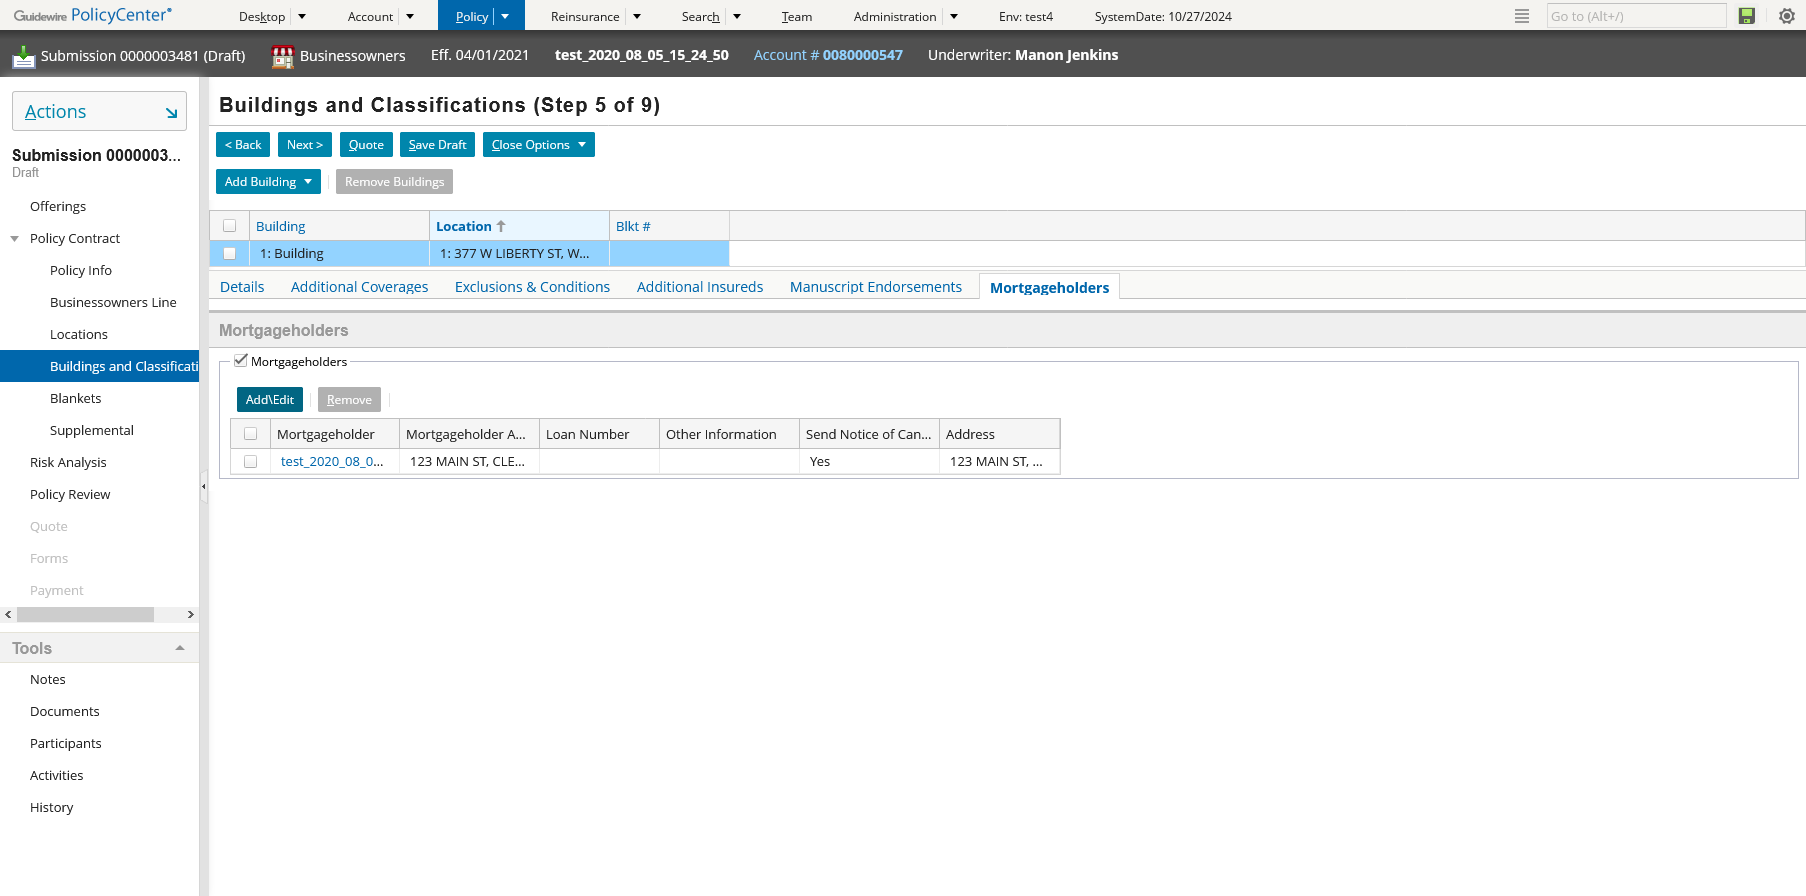 Guidewire PolicyCenter
Desktop
Account
Policy
Reinsurance
Search
Team
Administration
Env: test4
SystemDate: 10/27/2024
Go to (Alt+/)
Submission 0000003481 (Draft)
Businessowners
Eff. 04/01/2021
test_2020_08_05_15_24_50
Account # 0080000547
Underwriter: Manon Jenkins
Actions
Submission 0000003...
Draft
Offerings
Policy Contract
Policy Info
Businessowners Line
Locations
Buildings and Classificati
Blankets
Supplemental
Risk Analysis
Policy Review
Quote
Forms
Payment
Tools
Notes
Documents
Participants
Activities
History
Buildings and Classifications (Step 5 of 9)
< Back
Next >
Quote
Save Draft
Close Options
Add Building
Remove Buildings
Building
Location
Blkt #
1: Building
1: 377 W LIBERTY ST, W...
Details
Additional Coverages
Exclusions & Conditions
Additional Insureds
Manuscript Endorsements
Mortgageholders
Mortgageholders
Mortgageholders
Add\Edit
Remove
Mortgageholder
Mortgageholder A...
Loan Number
Other Information
Send Notice of Can...
Address
test_2020_08_0...
123 MAIN ST, CLE...
Yes
123 MAIN ST, ...